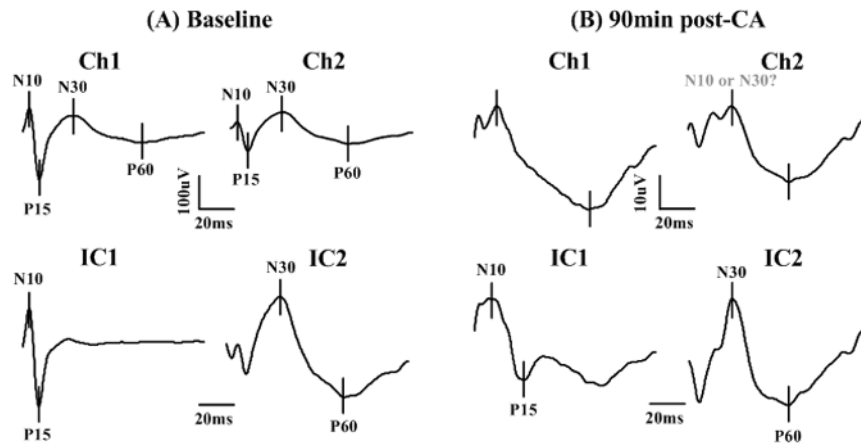 (A) Baseline
(B) 90min post-CA
Ch1
Ch2
Ch1
Ch2
N10
N30
N10
N30
N10 or N30?
P15
P60
P15
P60
100uV
20ms
10uV
20ms
IC1
IC2
IC1
IC2
N10
N30
N10
N30
P15
P60
P15
P60
20ms
20ms